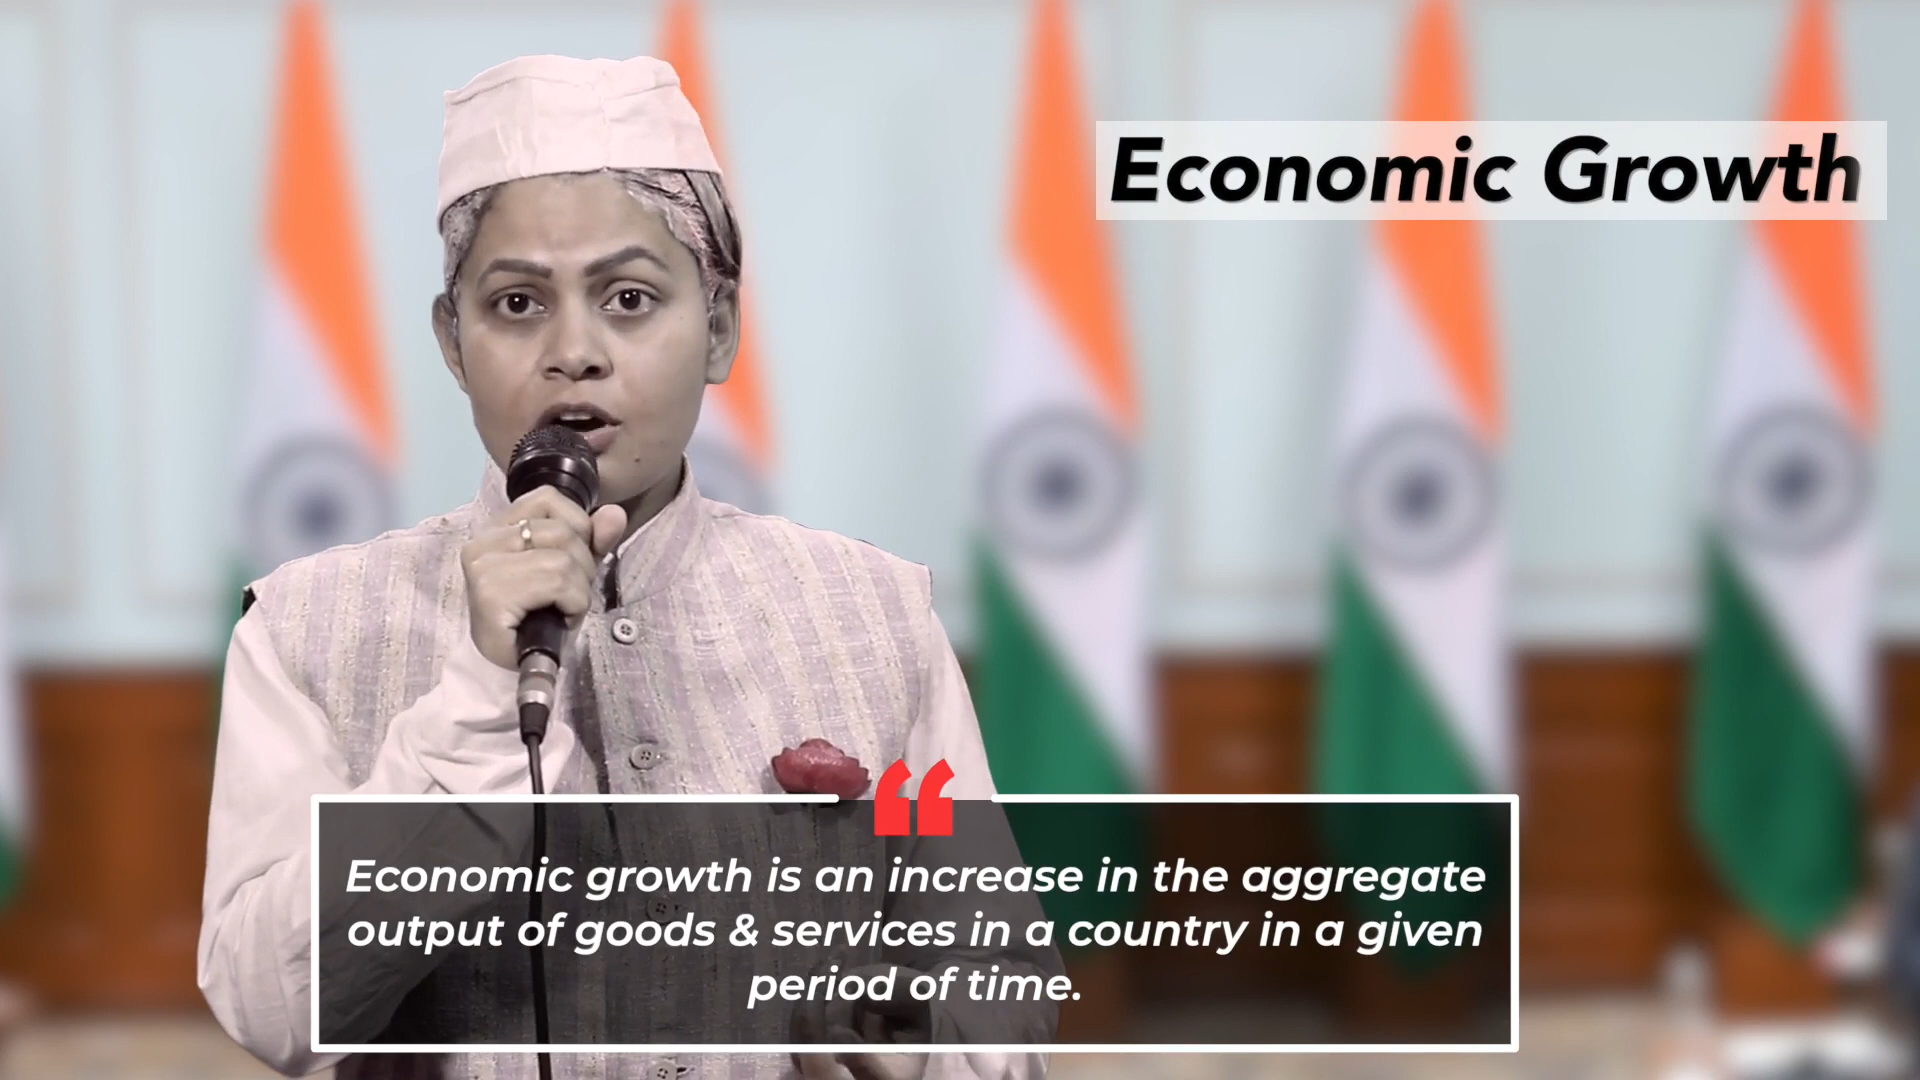 Economic Growth
“
Economic growth is an increase in the aggregate
output of goods & services in a country in a given
period of time.